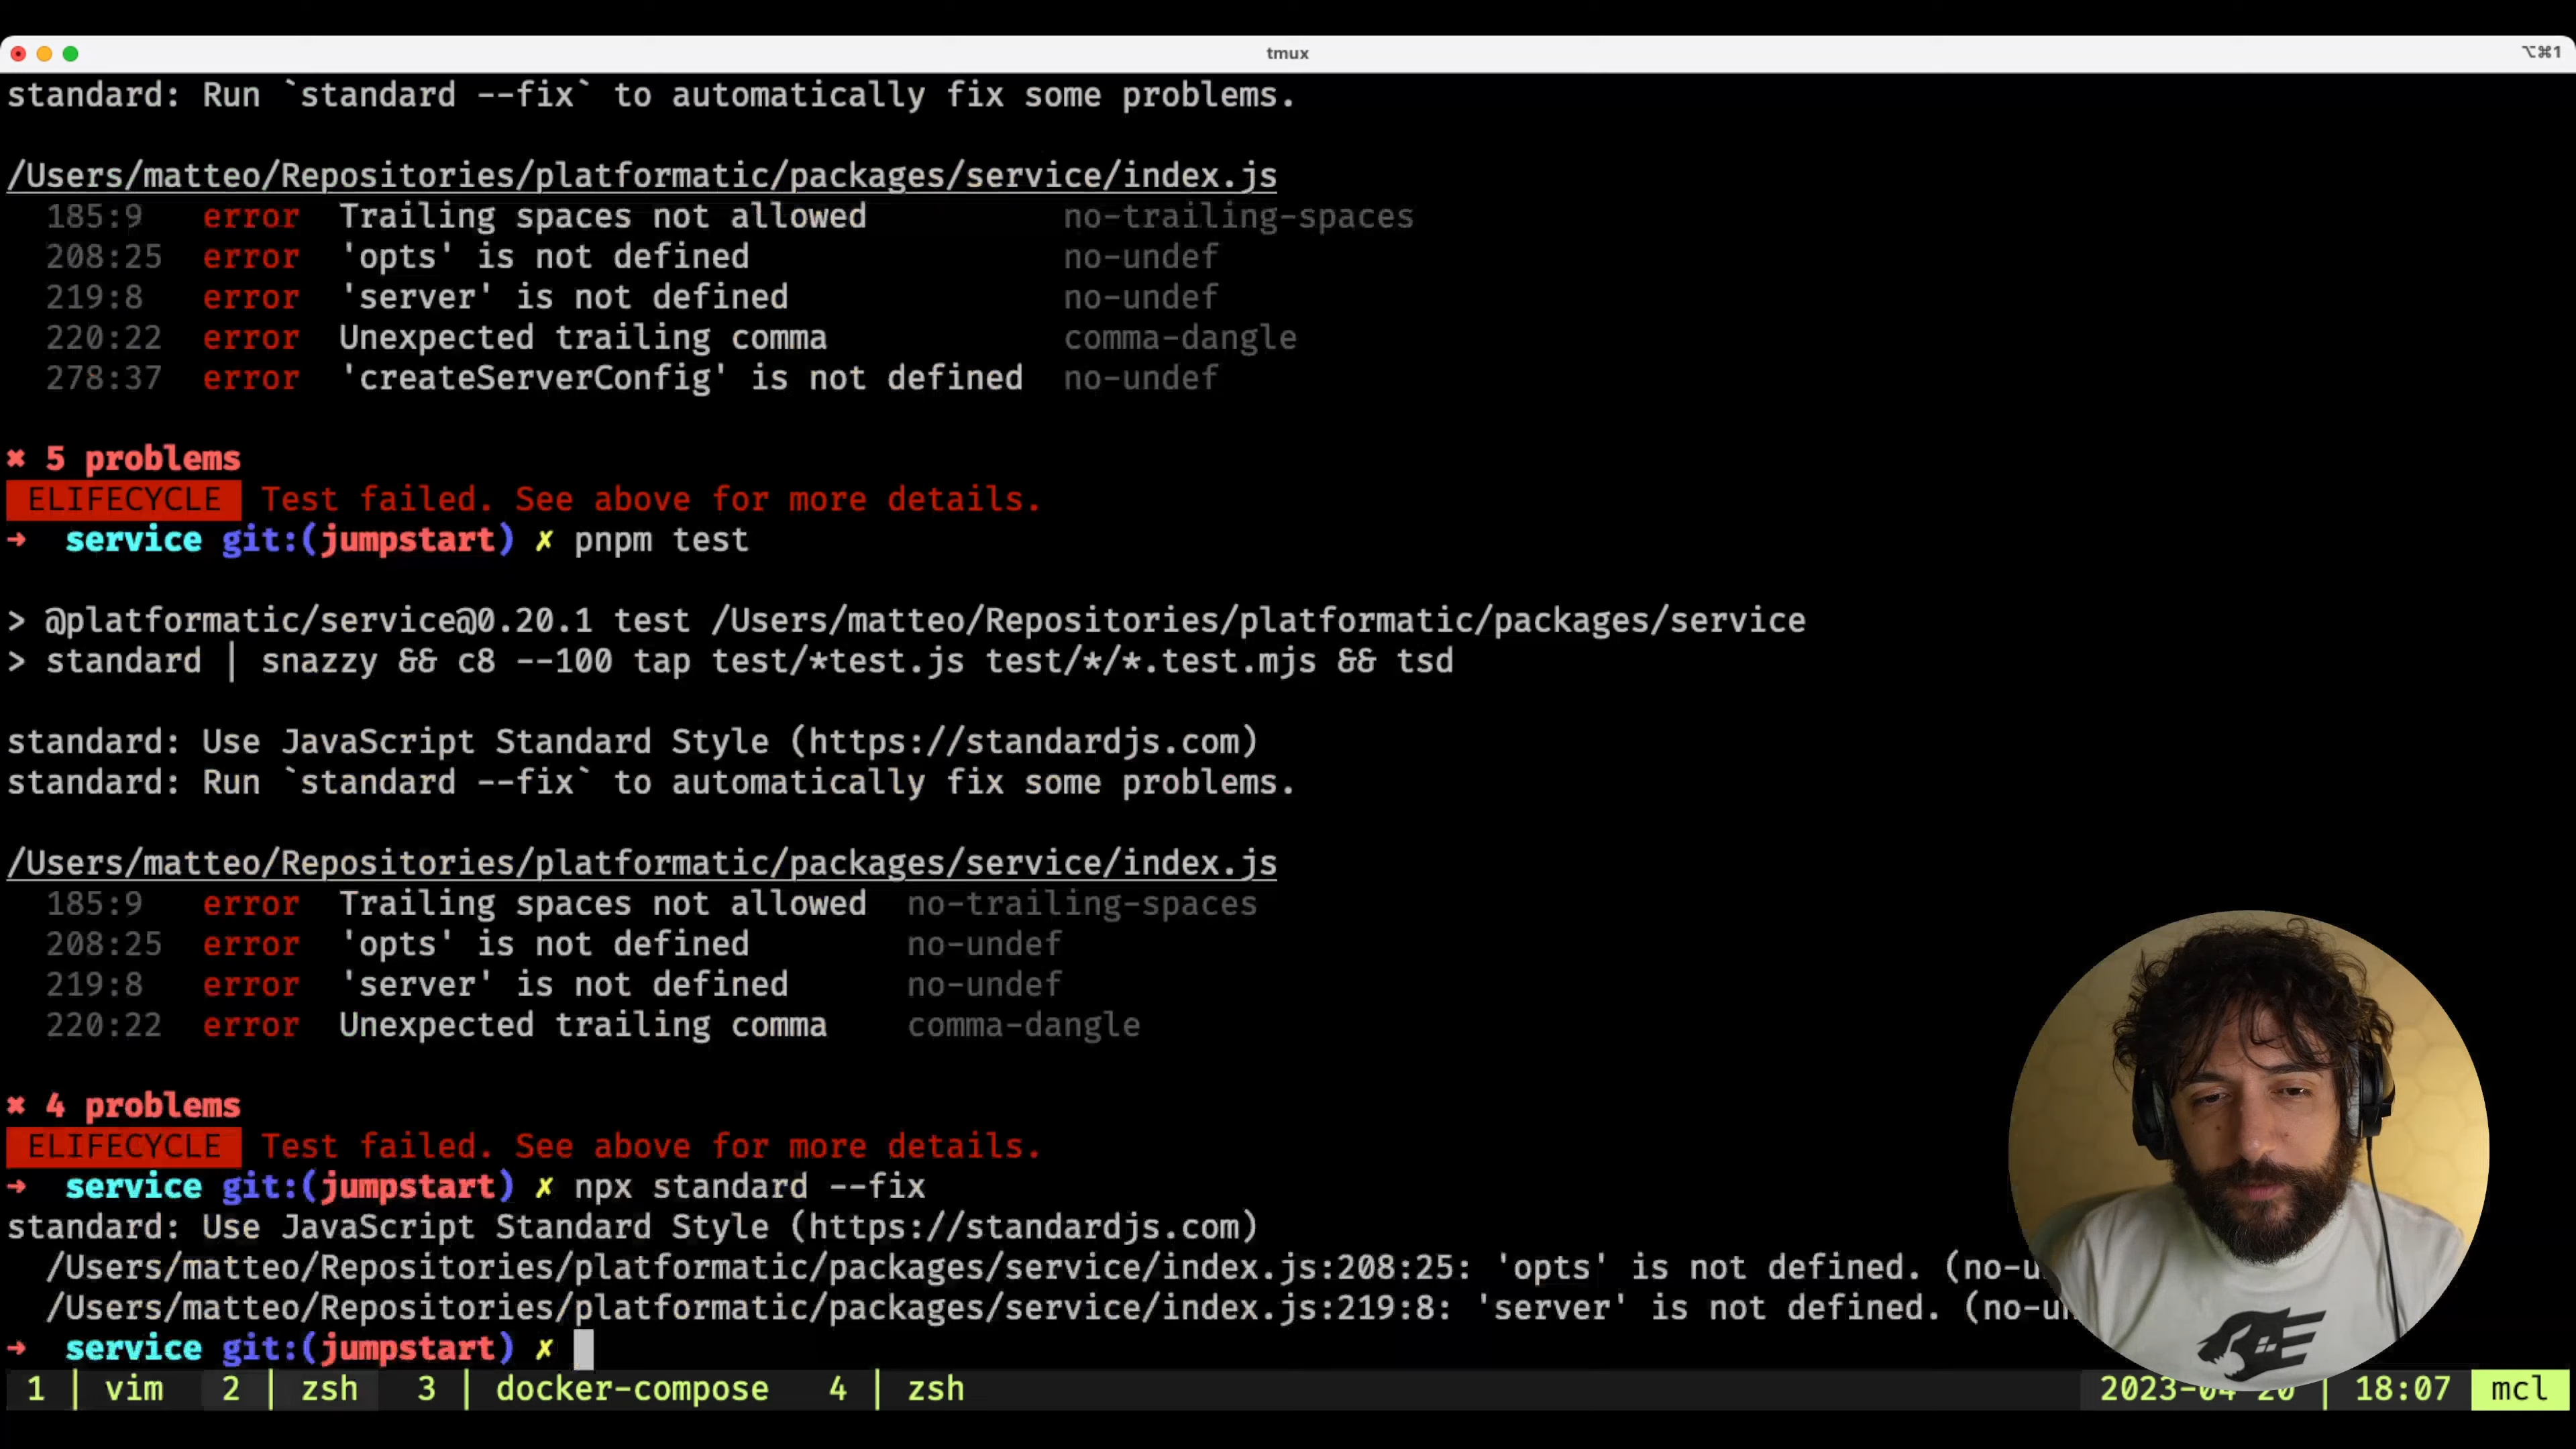 tmux
⌥⌘1
standard: Run `standard --fix` to automatically fix some problems.
/Users/matteo/Repositories/platformatic/packages/service/index.js
185:9 error Trailing spaces not allowed no-trailing-spaces
208:25 error 'opts' is not defined no-undef
219:8 error 'server' is not defined no-undef
220:22 error Unexpected trailing comma comma-dangle
278:37 error 'createServerConfig' is not defined no-undef
✖ 5 problems
ELIFECYCLE Test failed. See above for more details.
→ service git:(jumpstart) ✗ pnpm test
> @platformatic/service@0.20.1 test /Users/matteo/Repositories/platformatic/packages/service
> standard | snazzy && c8 --100 tap test/*test.js test/*/*.test.mjs && tsd
standard: Use JavaScript Standard Style (https://standardjs.com)
standard: Run `standard --fix` to automatically fix some problems.
/Users/matteo/Repositories/platformatic/packages/service/index.js
185:9 error Trailing spaces not allowed no-trailing-spaces
208:25 error 'opts' is not defined no-undef
219:8 error 'server' is not defined no-undef
220:22 error Unexpected trailing comma comma-dangle
✖ 4 problems
ELIFECYCLE Test failed. See above for more details.
→ service git:(jumpstart) ✗ npx standard --fix
standard: Use JavaScript Standard Style (https://standardjs.com)
/Users/matteo/Repositories/platformatic/packages/service/index.js:208:25: 'opts' is not defined. (no-u
/Users/matteo/Repositories/platformatic/packages/service/index.js:219:8: 'server' is not defined. (no-un
→ service git:(jumpstart) ✗
1 | vim 2 | zsh 3 | docker-compose 4 | zsh 2023-04-20 | 18:07 mcl